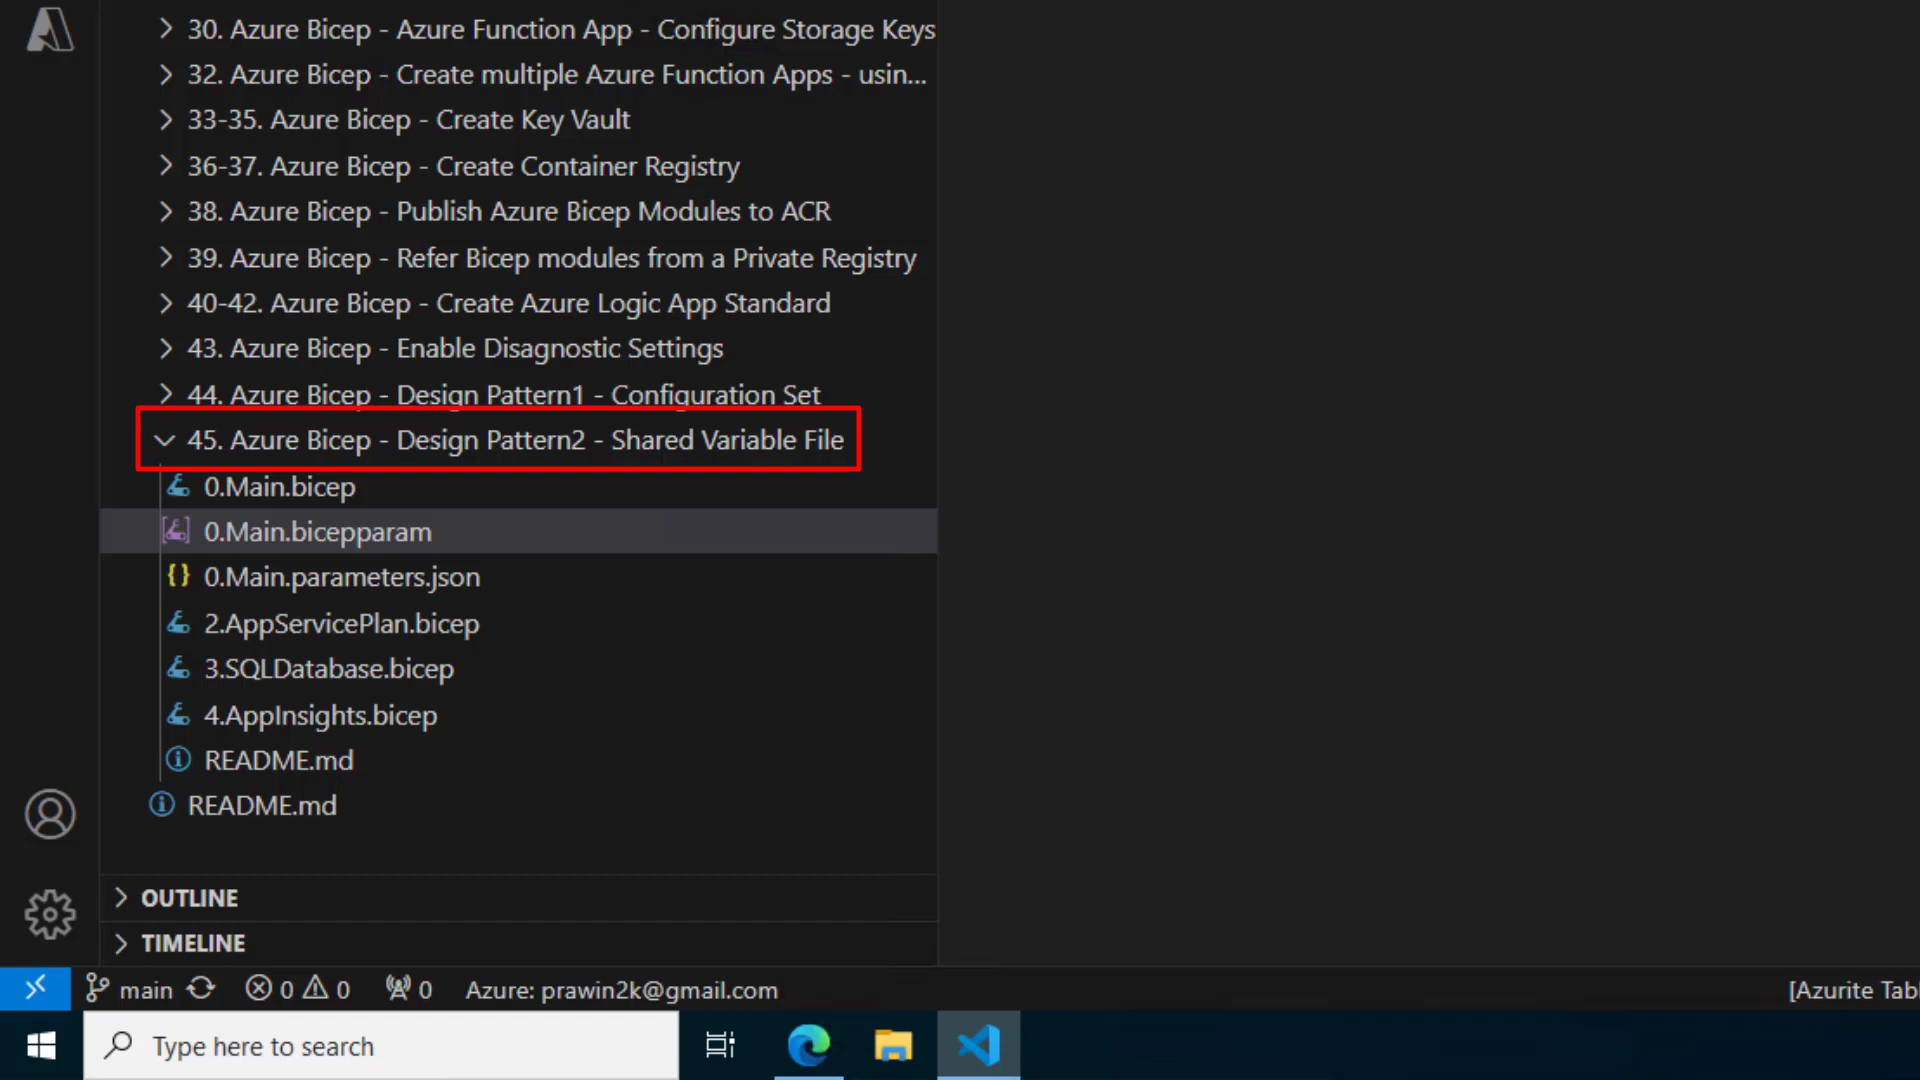 30. Azure Bicep - Azure Function App - Configure Storage Keys
32. Azure Bicep - Create multiple Azure Function Apps - usin...
33-35. Azure Bicep - Create Key Vault
36-37. Azure Bicep - Create Container Registry
38. Azure Bicep - Publish Azure Bicep Modules to ACR
39. Azure Bicep - Refer Bicep modules from a Private Registry
40-42. Azure Bicep - Create Azure Logic App Standard
43. Azure Bicep - Enable Disagnostic Settings
44. Azure Bicep - Design Pattern1 - Configuration Set
45. Azure Bicep - Design Pattern2 - Shared Variable File
0.Main.bicep
0.Main.bicepparam
0.Main.parameters.json
2.AppServicePlan.bicep
3.SQLDatabase.bicep
4.AppInsights.bicep
README.md
README.md
OUTLINE
TIMELINE
main 0 0 0 Azure: prawin2k@gmail.com [Azurite Tabl
Type here to search